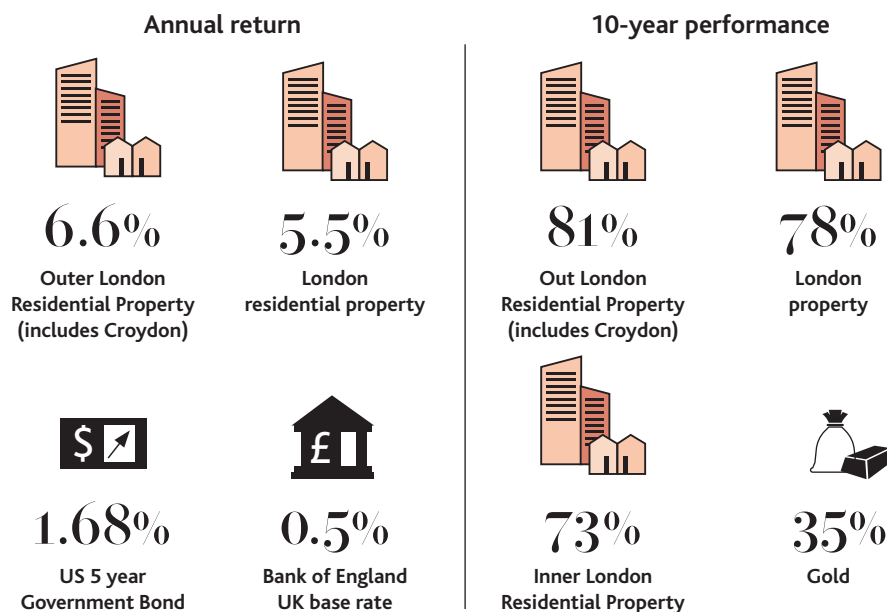 Annual return
6.6%
Outer London
Residential Property
(includes Croydon)
5.5%
London
residential property
$
1.68%
US 5 year
Government Bond
£
0.5%
Bank of England
UK base rate
10-year performance
81%
Out London
Residential Property
(includes Croydon)
78%
London
property
73%
Inner London
Residential Property
35%
Gold